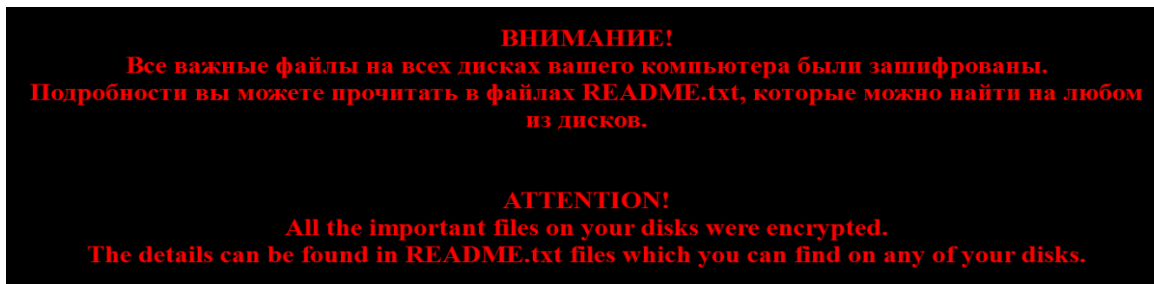 ВНИМАНИЕ!
Все важные файлы на всех дисках вашего компьютера были зашифрованы.
Подробности вы можете прочитать в файлах README.txt, которые можно найти на любом
из дисков.
ATTENTION!
All the important files on your disks were encrypted.
The details can be found in README.txt files which you can find on any of your disks.